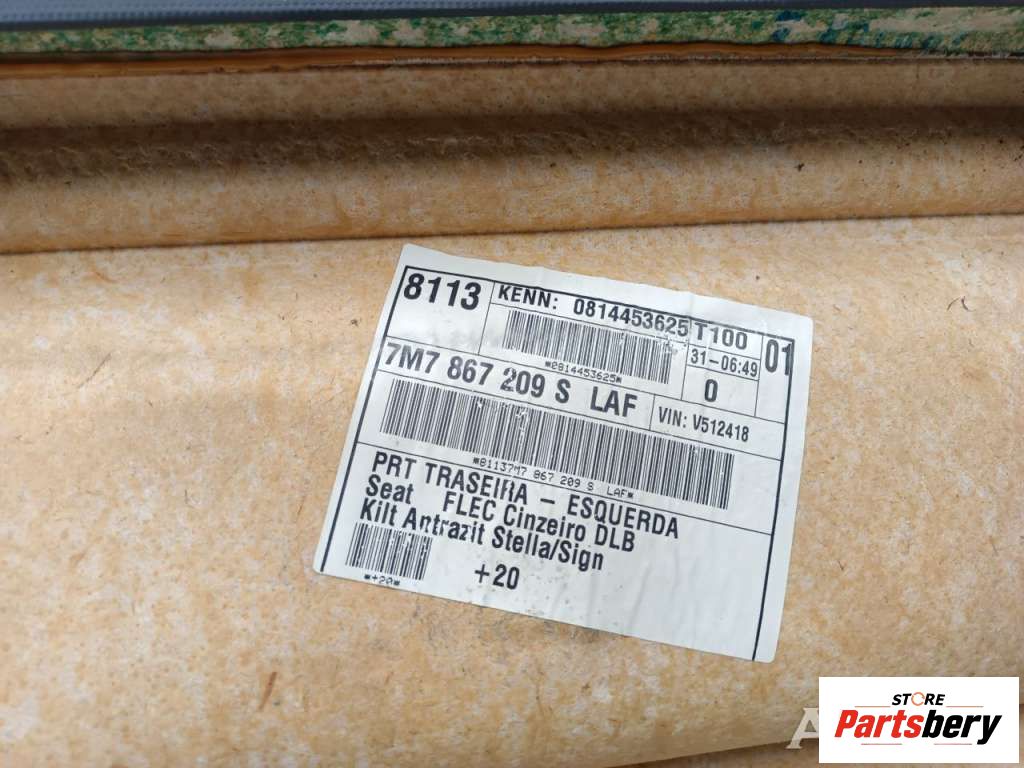 8113
KENN: 0814453625
T100
01
*0814453625*
31-06:49
0
7M7 867 209 S LAF
VIN: V512418
*81137M7 867 209 S LAF*
PRT TRASEIRA - ESQUERDA
Seat FLEC Cinzeiro DLB
Kilt Antrazit Stella/Sign
*+20*
+20
STORE
Partsbery